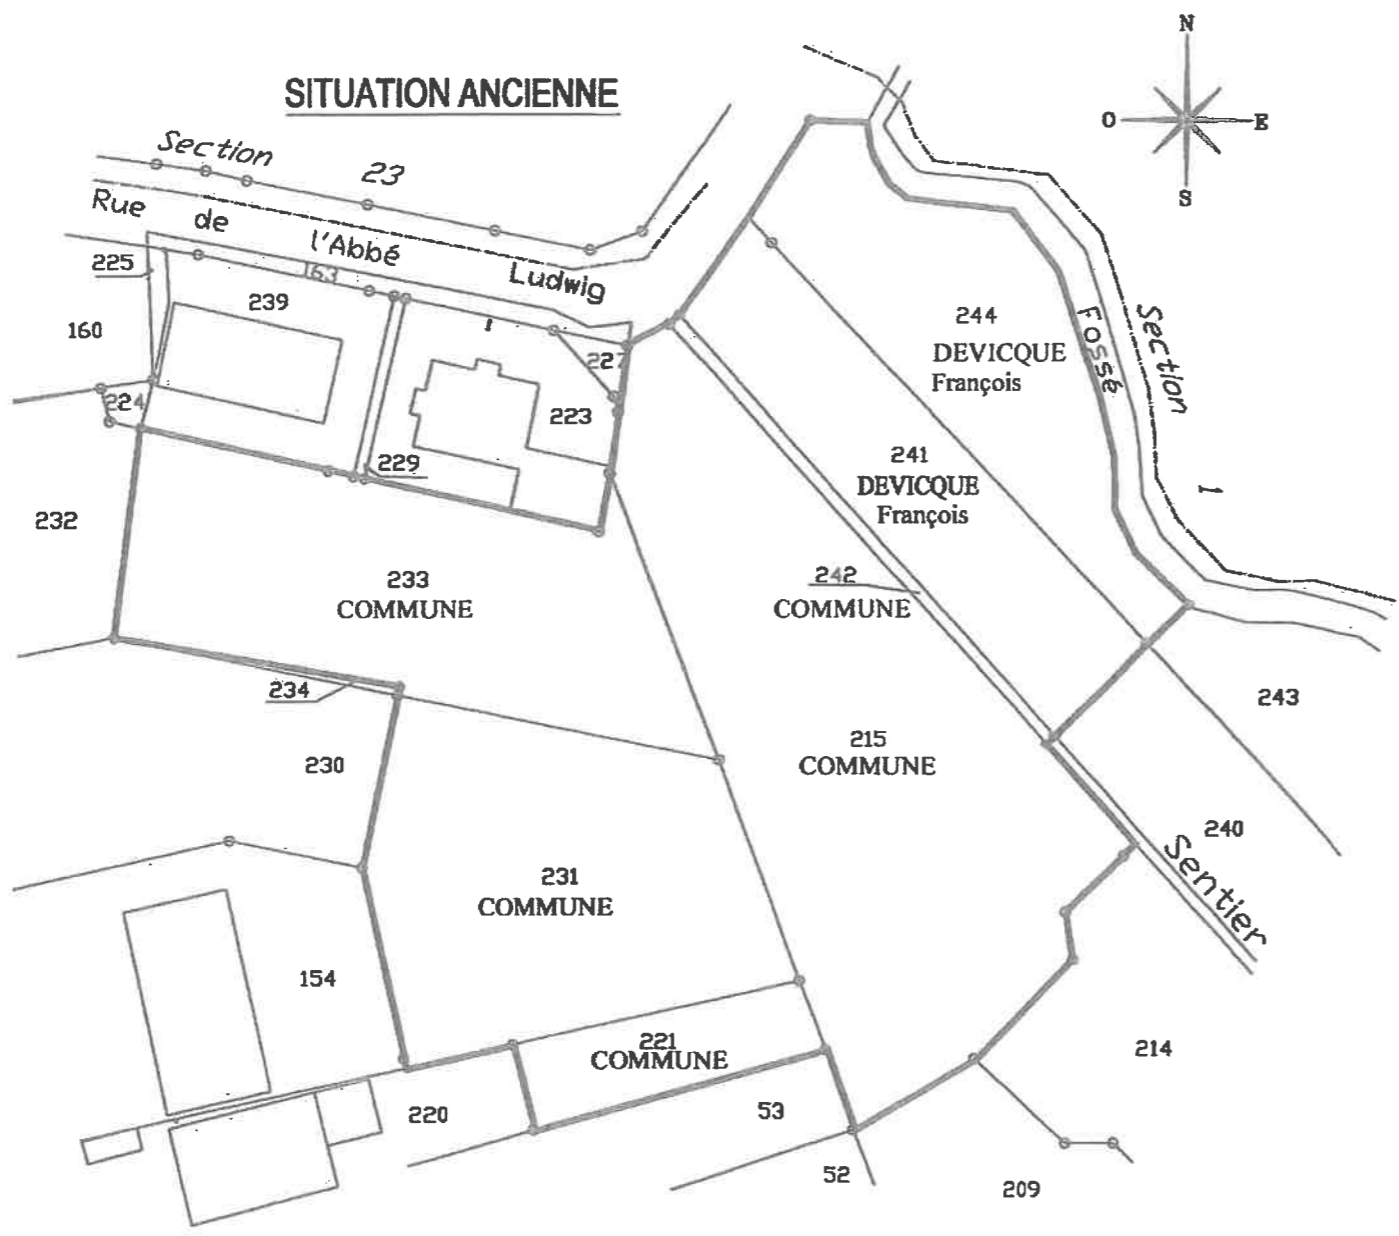 N
O E
S
SITUATION ANCIENNE
Section 23
Rue de l'Abbé Ludwig
163
225
239
160
227
224
223
229
232
244
DEVICQUE
François
Fossé
Section 1
241
DEVICQUE
François
233
COMMUNE
242
COMMUNE
234
243
215
COMMUNE
230
240
Sentier
231
COMMUNE
154
221
COMMUNE
214
220
53
52
209